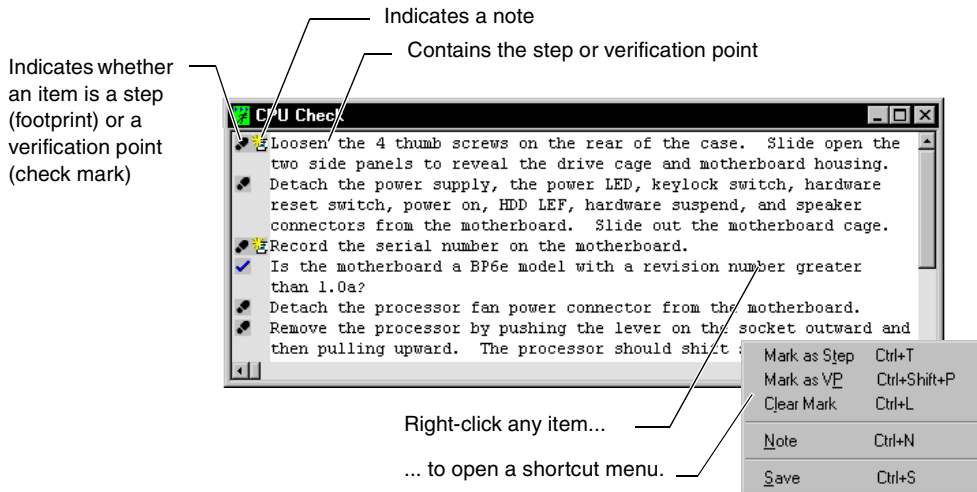 Indicates a note
Contains the step or verification point
Indicates whether
an item is a step
(footprint) or a
verification point
(check mark)
CPU Check
Loosen the 4 thumb screws on the rear of the case. Slide open the
two side panels to reveal the drive cage and motherboard housing.
Detach the power supply, the power LED, keylock switch, hardware
reset switch, power on, HDD LEF, hardware suspend, and speaker
connectors from the motherboard. Slide out the motherboard cage.
Record the serial number on the motherboard.
Is the motherboard a BP6e model with a revision number greater
than 1.0a?
Detach the processor fan power connector from the motherboard.
Remove the processor by pushing the lever on the socket outward and
then pulling upward. The processor should shift
Mark as Step Ctrl+T
Mark as VP Ctrl+Shift+P
Clear Mark Ctrl+L
Note Ctrl+N
Save Ctrl+S
Right-click any item...
... to open a shortcut menu.